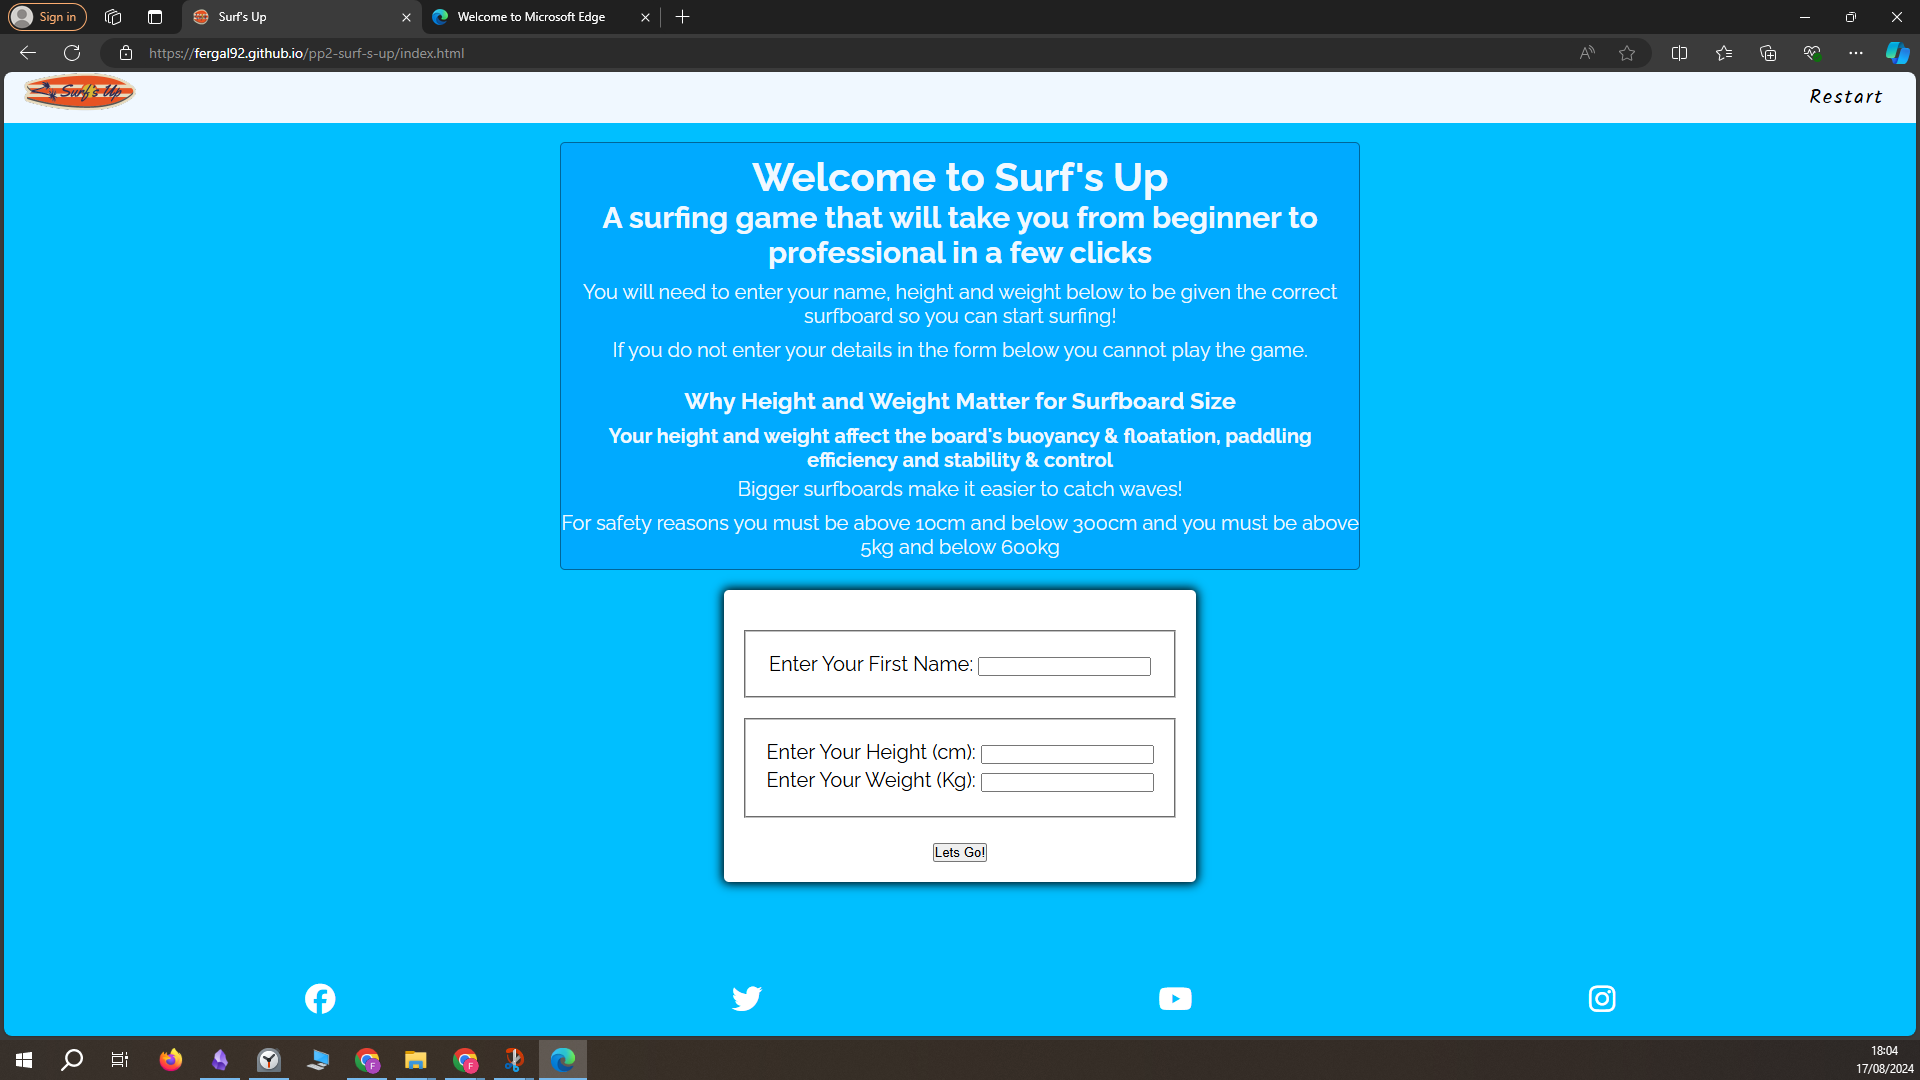 Sign in
Surf's Up
Welcome to Microsoft Edge
https://fergal92.github.io/pp2-surf-s-up/index.html
Surf's Up
Restart
Welcome to Surf's Up
A surfing game that will take you from beginner to
professional in a few clicks
You will need to enter your name, height and weight below to be given the correct
surfboard so you can start surfing!
If you do not enter your details in the form below you cannot play the game.
Why Height and Weight Matter for Surfboard Size
Your height and weight affect the board's buoyancy & floatation, paddling
efficiency and stability & control
Bigger surfboards make it easier to catch waves!
For safety reasons you must be above 10cm and below 300cm and you must be above
5kg and below 600kg
Enter Your First Name:
Enter Your Height (cm):
Enter Your Weight (Kg):
Lets Go!
F
F
18:04
17/08/2024